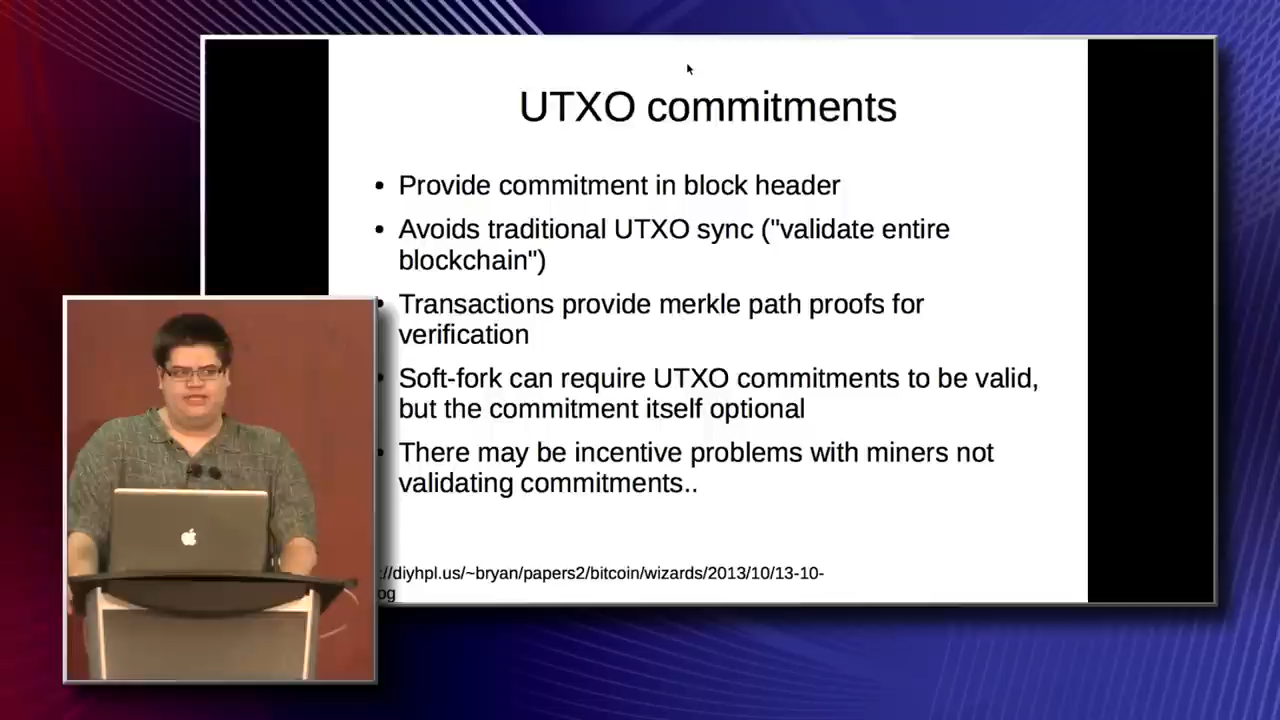 UTXO commitments
• Provide commitment in block header
• Avoids traditional UTXO sync ("validate entire
blockchain")
Transactions provide merkle path proofs for
verification
Soft-fork can require UTXO commitments to be valid,
but the commitment itself optional
There may be incentive problems with miners not
validating commitments..
://diyhpl.us/~bryan/papers2/bitcoin/wizards/2013/10/13-10-
og